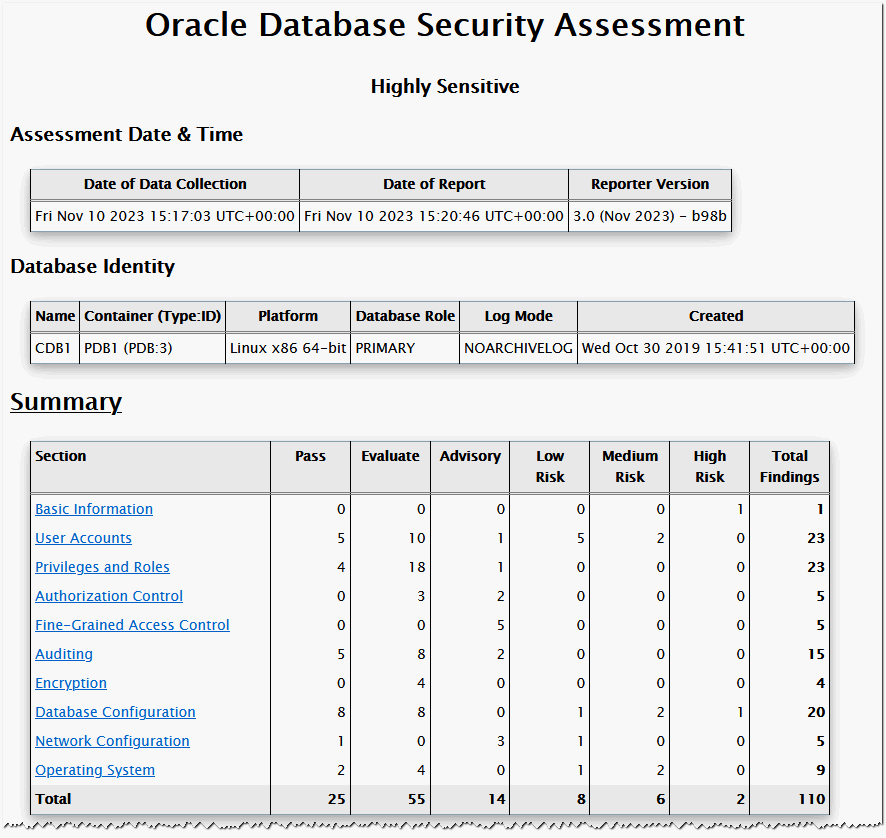 Oracle Database Security Assessment
Highly Sensitive
Assessment Date & Time
Date of Data Collection Date of Report Reporter Version
Fri Nov 10 2023 15:17:03 UTC+00:00 Fri Nov 10 2023 15:20:46 UTC+00:00 3.0 (Nov 2023) - b98b
Database Identity
Name Container (Type:ID) Platform Database Role Log Mode Created
CDB1 PDB1 (PDB:3) Linux x86 64-bit PRIMARY NOARCHIVELOG Wed Oct 30 2019 15:41:51 UTC+00:00
Summary
Section Pass Evaluate Advisory Low Medium High Total
Risk Risk Risk Findings
Basic Information 0 0 0 0 0 1 1
User Accounts 5 10 1 5 2 0 23
Privileges and Roles 4 18 1 0 0 0 23
Authorization Control 0 3 2 0 0 0 5
Fine-Grained Access Control 0 0 5 0 0 0 5
Auditing 5 8 2 0 0 0 15
Encryption 0 4 0 0 0 0 4
Database Configuration 8 8 0 1 2 1 20
Network Configuration 1 0 3 1 0 0 5
Operating System 2 4 0 1 2 0 9
Total 25 55 14 8 6 2 110